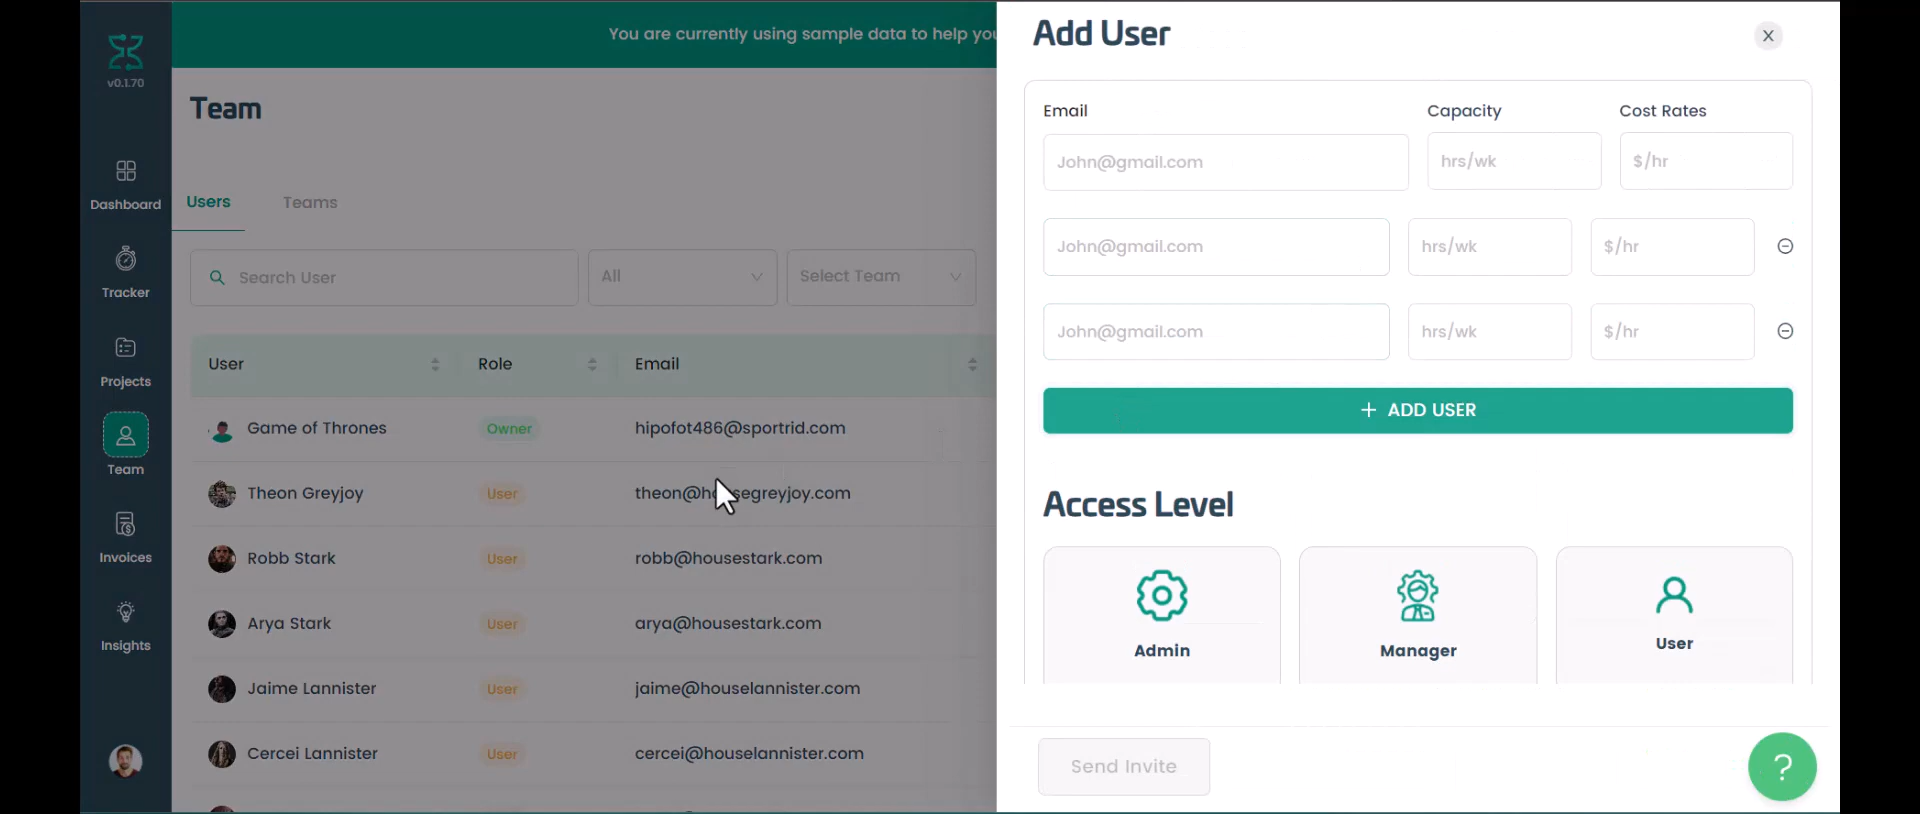 v0.1.70
Dashboard
Tracker
Projects
Team
Invoices
Insights
You are currently using sample data to help you
Team
Users Teams
Search User All Select Team
User Role Email
Game of Thrones Owner hipofot486@sportrid.com
Theon Greyjoy User theon@housegreyjoy.com
Robb Stark User robb@housestark.com
Arya Stark User arya@housestark.com
Jaime Lannister User jaime@houselannister.com
Cercei Lannister User cercei@houselannister.com
Add User X
Email Capacity Cost Rates
John@gmail.com hrs/wk $/hr
John@gmail.com hrs/wk $/hr
John@gmail.com hrs/wk $/hr
+ ADD USER
Access Level
Admin Manager User
Send Invite ?